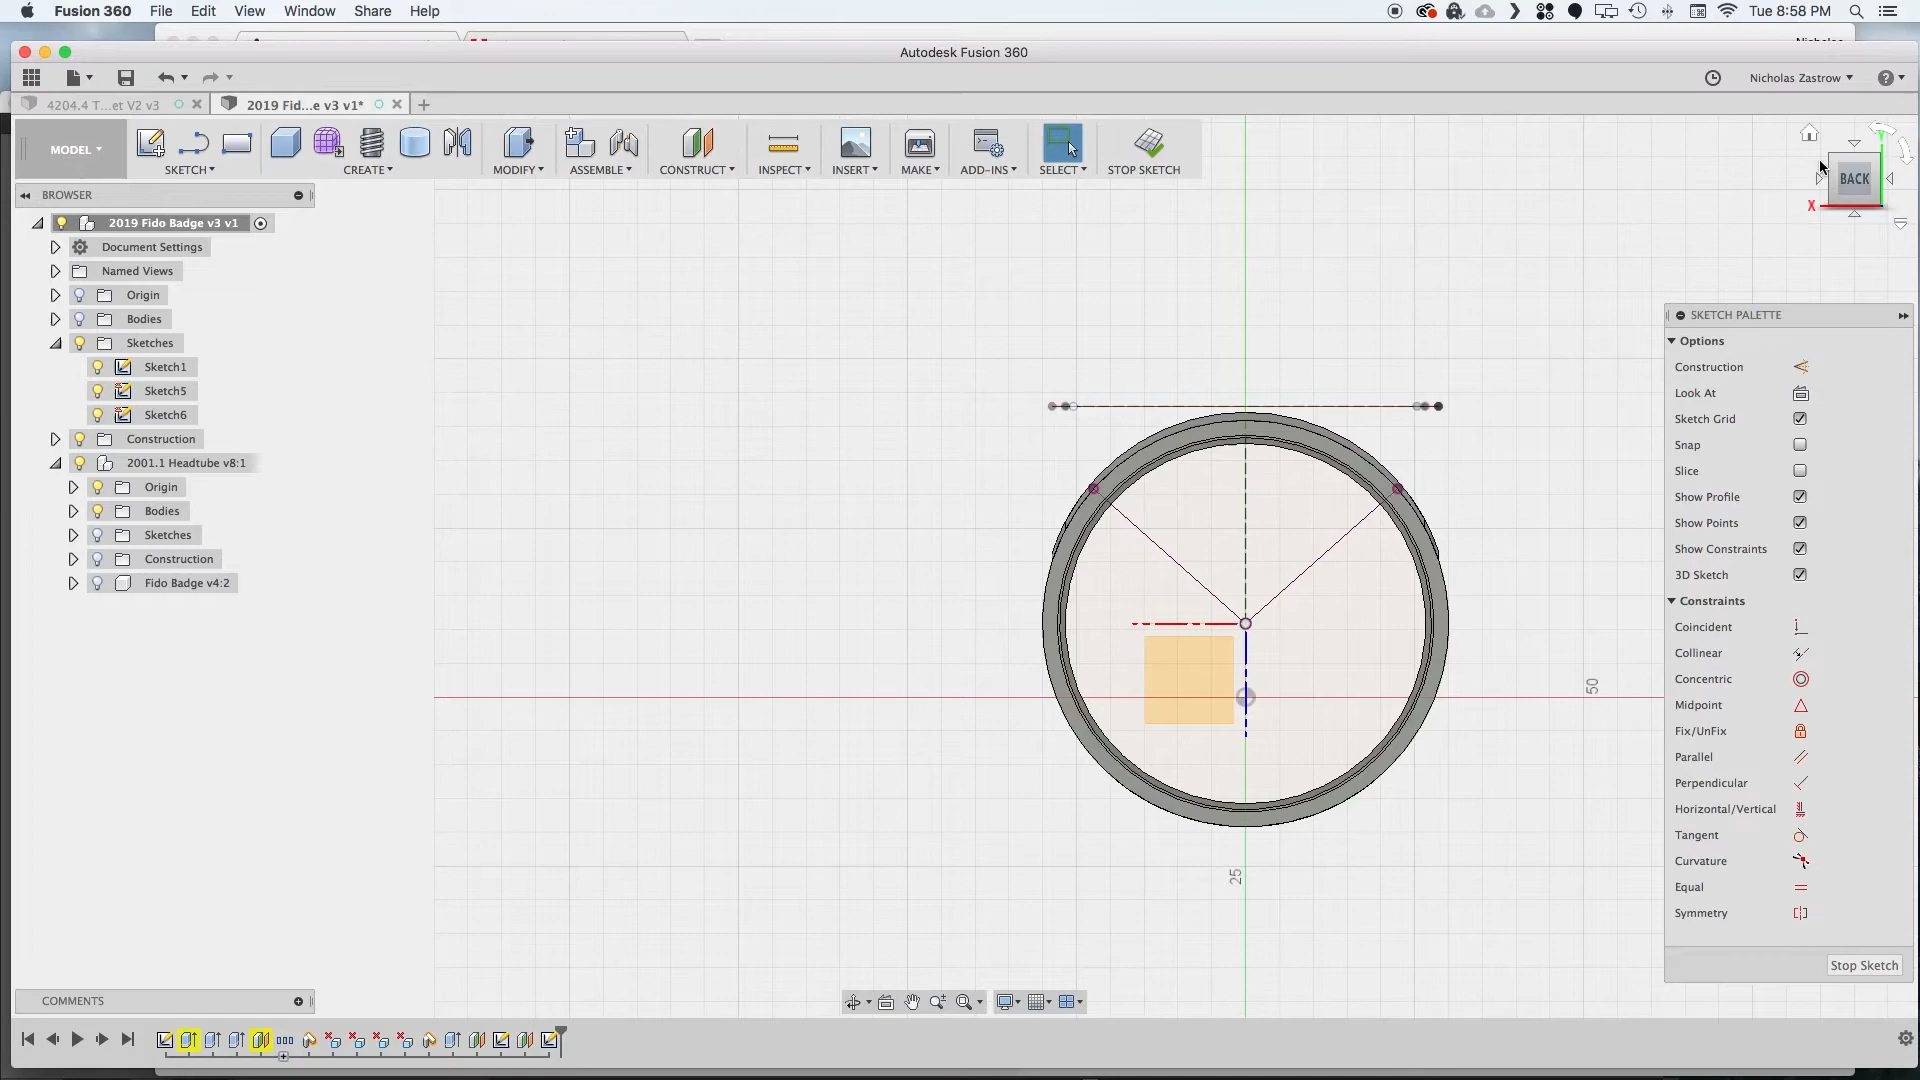 Fusion 360 File Edit View Window Share Help Tue 8:58 PM
Autodesk Fusion 360
Nicholas Zastrow
4204.4 T...et V2 v3 2019 Fid...e v3 v1*
MODEL
SKETCH CREATE MODIFY ASSEMBLE CONSTRUCT INSPECT INSERT MAKE ADD-INS SELECT STOP SKETCH
BROWSER
2019 Fido Badge v3 v1
Document Settings
Named Views
Origin
Bodies
Sketches
Sketch1
Sketch5
Sketch6
Construction
2001.1 Headtube v8:1
Origin
Bodies
Sketches
Construction
Fido Badge v4:2
Y
BACK
X
50
25
SKETCH PALETTE
Options
Construction
Look At
Sketch Grid
Snap
Slice
Show Profile
Show Points
Show Constraints
3D Sketch
Constraints
Coincident
Collinear
Concentric
Midpoint
Fix/UnFix
Parallel
Perpendicular
Horizontal/Vertical
Tangent
Curvature
Equal
Symmetry
Stop Sketch
COMMENTS